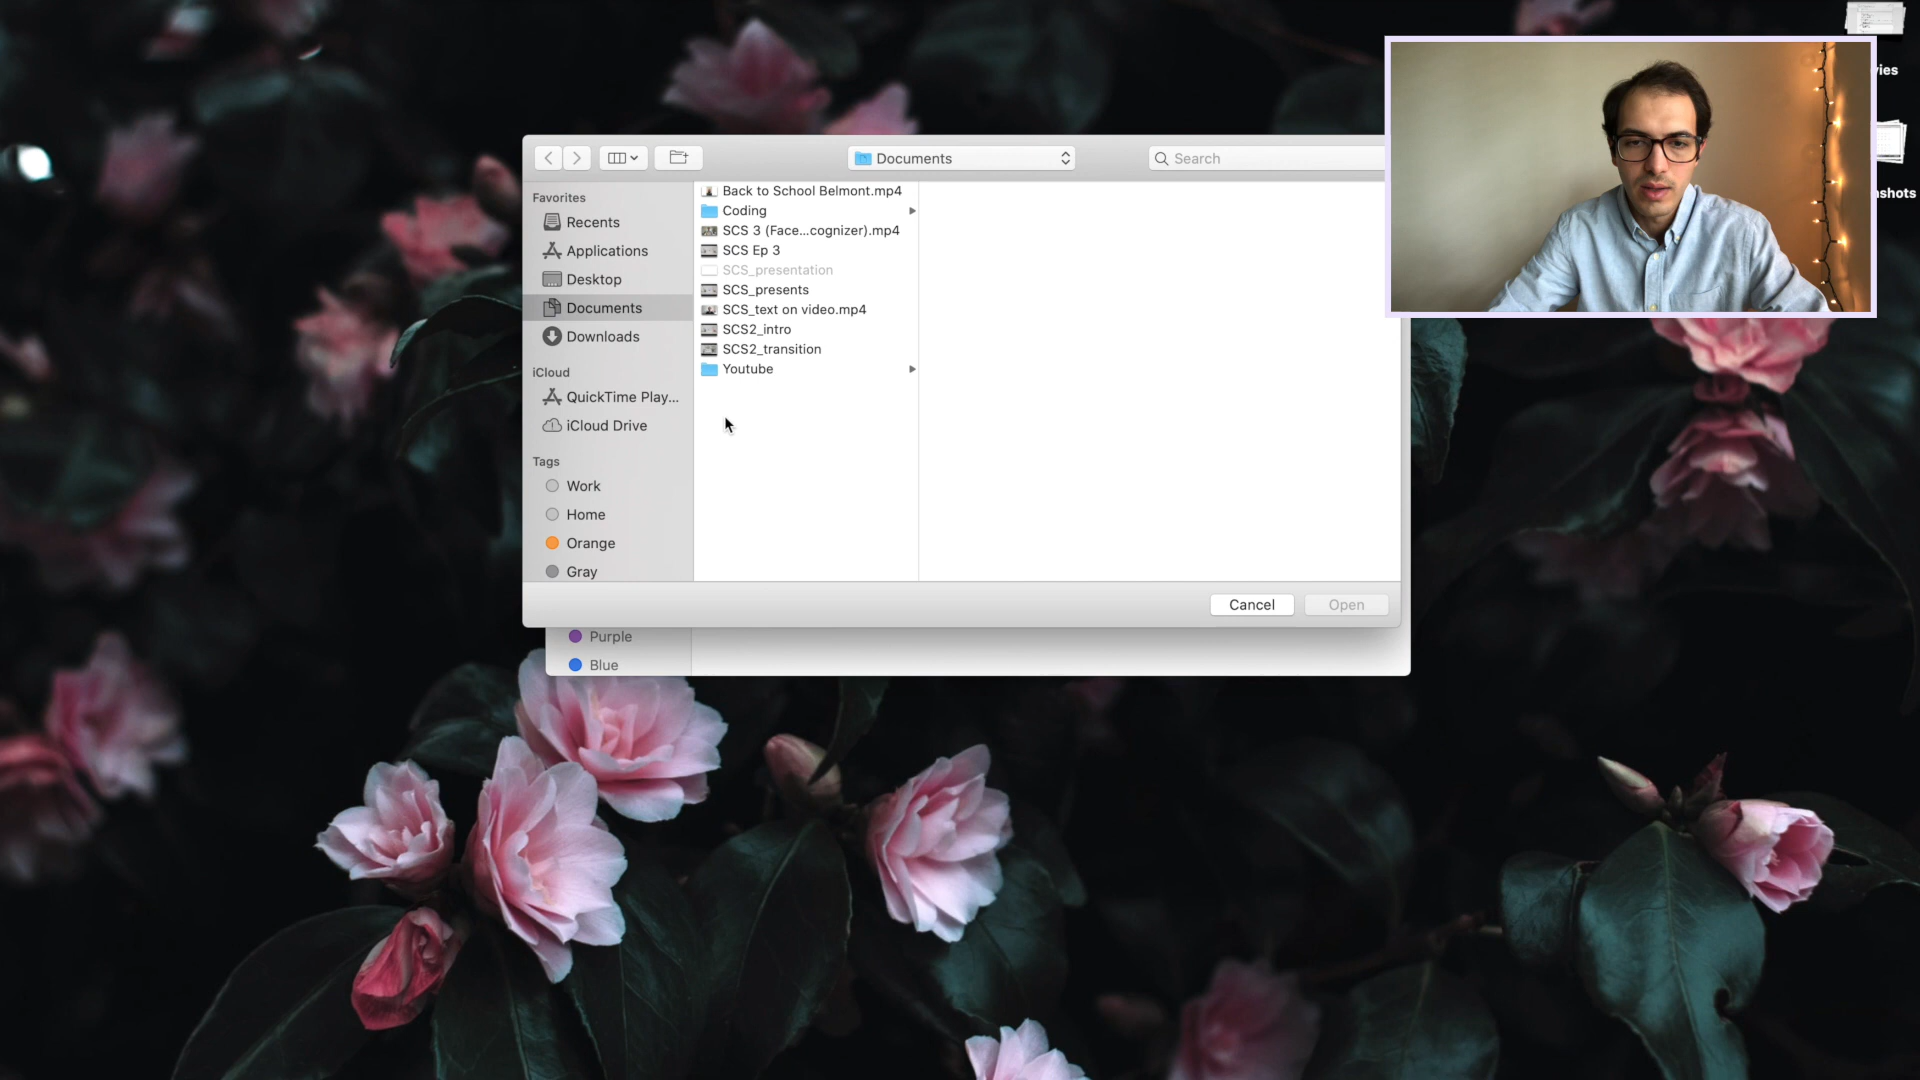 Documents
Search
Favorites
Recents
Applications
Desktop
Documents
Downloads
iCloud
QuickTime Play...
iCloud Drive
Tags
Work
Home
Orange
Gray
Back to School Belmont.mp4
Coding
SCS 3 (Face...cognizer).mp4
SCS Ep 3
SCS_presentation
SCS_presents
SCS_text on video.mp4
SCS2_intro
SCS2_transition
Youtube
Cancel
Open
Purple
Blue
vies
nshots